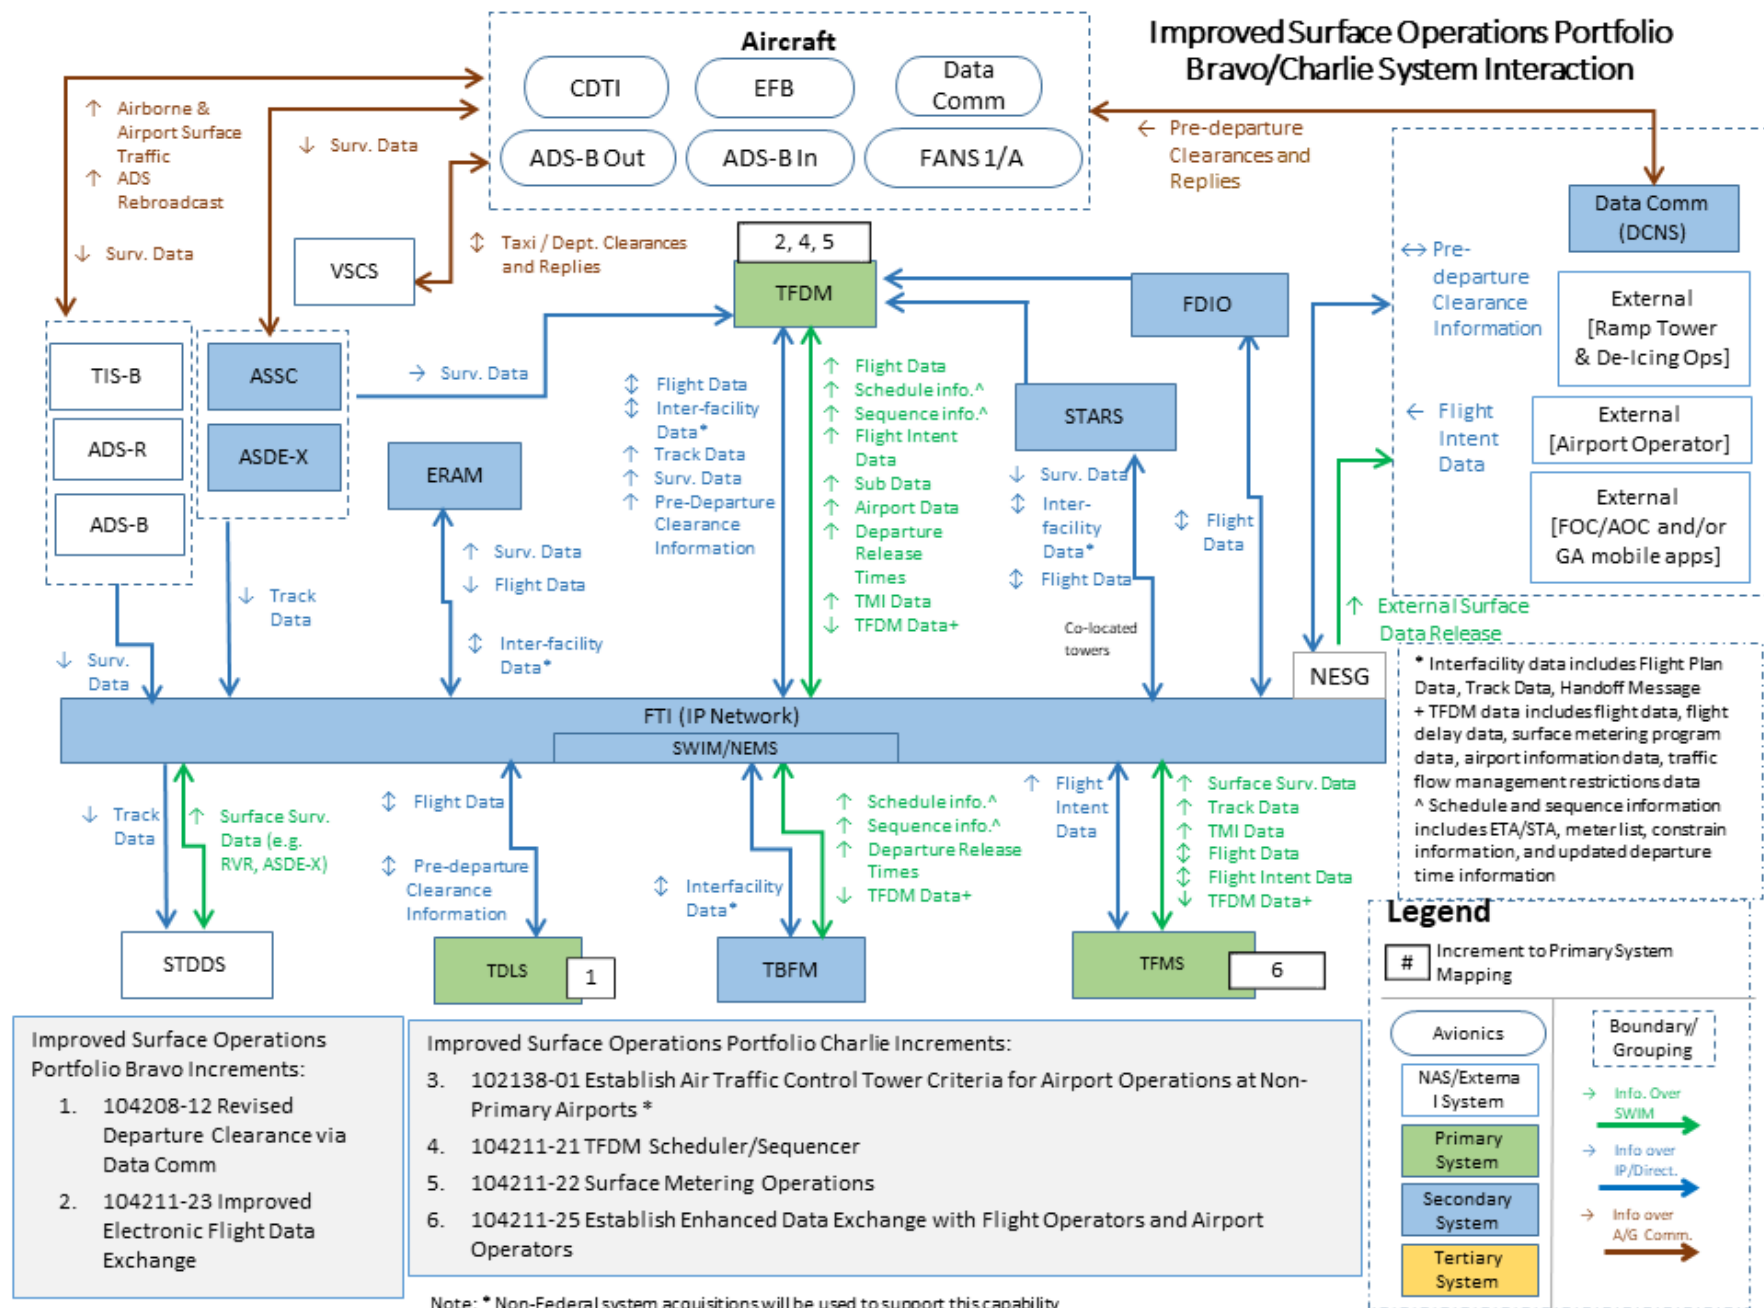 Improved Surface Operations Portfolio
Bravo/Charlie System Interaction
Aircraft
CDTI
EFB
Data
Comm
ADS-B Out
ADS-B In
FANS 1/A
↑ Airborne &
Airport Surface
Traffic
↑ ADS
Rebroadcast
↓ Surv. Data
↓ Surv. Data
↕ Taxi / Dept. Clearances
and Replies
← Pre-departure
Clearances and
Replies
VSCS
2, 4, 5
TFDM
FDIO
Data Comm
(DCNS)
↔ Pre-
departure
Clearance
Information
External
[Ramp Tower
& De-Icing Ops]
← Flight
Intent
Data
External
[Airport Operator]
External
[FOC/AOC and/or
GA mobile apps]
TIS-B
ADS-R
ADS-B
ASSC
ASDE-X
→ Surv. Data
ERAM
STARS
↕ Flight Data
↕ Inter-facility
Data*
↑ Track Data
↑ Surv. Data
↑ Pre-Departure
Clearance
Information
↑ Flight Data
↑ Schedule info.^
↑ Sequence info.^
↑ Flight Intent
Data
↑ Sub Data
↑ Airport Data
↑ Departure
Release
Times
↑ TMI Data
↓ TFDM Data+
↓ Surv. Data
↕ Inter-
facility
Data*
↕ Flight Data
Co-located
towers
↕ Flight
Data
↑ Surv. Data
↓ Flight Data
↕ Inter-facility
Data*
↓ Track
Data
↓ Surv.
Data
↑ External Surface
Data Release
NESG
FTI (IP Network)
SWIM/NEMS
* Interfacility data includes Flight Plan
Data, Track Data, Handoff Message
+ TFDM data includes flight data, flight
delay data, surface metering program
data, airport information data, traffic
flow management restrictions data
^ Schedule and sequence information
includes ETA/STA, meter list, constrain
information, and updated departure
time information
↓ Track
Data
↑ Surface Surv.
Data (e.g.
RVR, ASDE-X)
↕ Flight Data
↕ Pre-departure
Clearance
Information
↕ Interfacility
Data*
↑ Schedule info.^
↑ Sequence info.^
↑ Departure Release
Times
↓ TFDM Data+
↑ Flight
Intent
Data
↑ Surface Surv. Data
↑ Track Data
↑ TMI Data
↕ Flight Data
↕ Flight Intent Data
↓ TFDM Data+
STDDS
TDLS
1
TBFM
TFMS
6
Improved Surface Operations
Portfolio Bravo Increments:
1. 104208-12 Revised
Departure Clearance via
Data Comm
2. 104211-23 Improved
Electronic Flight Data
Exchange
Improved Surface Operations Portfolio Charlie Increments:
3. 102138-01 Establish Air Traffic Control Tower Criteria for Airport Operations at Non-
Primary Airports *
4. 104211-21 TFDM Scheduler/Sequencer
5. 104211-22 Surface Metering Operations
6. 104211-25 Establish Enhanced Data Exchange with Flight Operators and Airport
Operators
Note: * Non-Federal system acquisitions will be used to support this capability
Legend
# Increment to Primary System
Mapping
Avionics
NAS/Externa
l System
Primary
System
Secondary
System
Tertiary
System
Boundary/
Grouping
→ Info. Over
SWIM
→ Info over
IP/Direct.
→ Info over
A/G Comm.